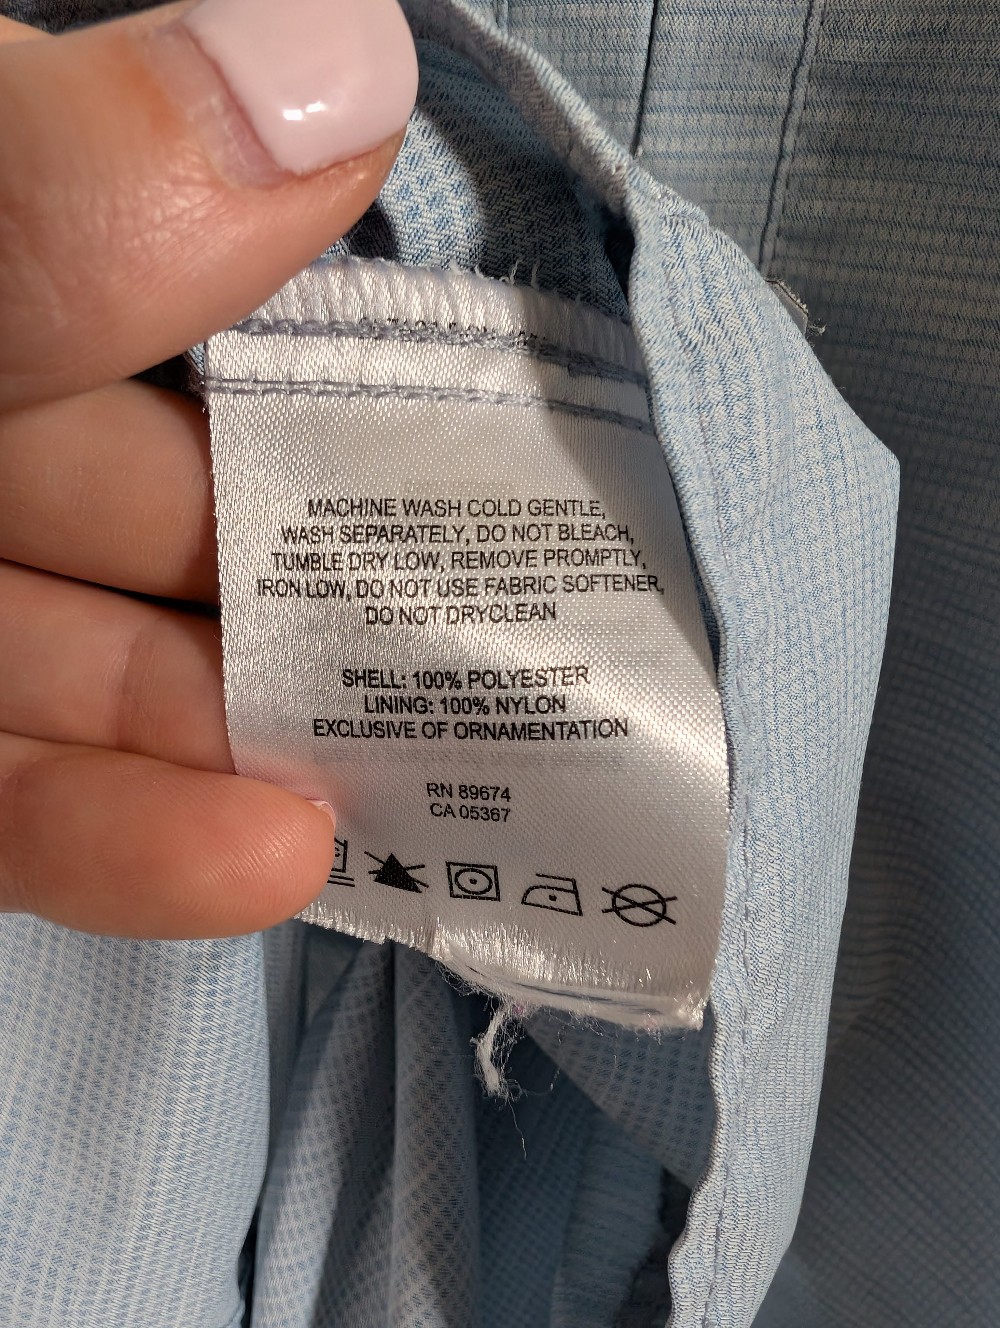 MACHINE WASH COLD GENTLE,
WASH SEPARATELY, DO NOT BLEACH,
TUMBLE DRY LOW, REMOVE PROMPTLY,
IRON LOW, DO NOT USE FABRIC SOFTENER,
DO NOT DRYCLEAN
SHELL: 100% POLYESTER
LINING: 100% NYLON
EXCLUSIVE OF ORNAMENTATION
RN 89674
CA 05367